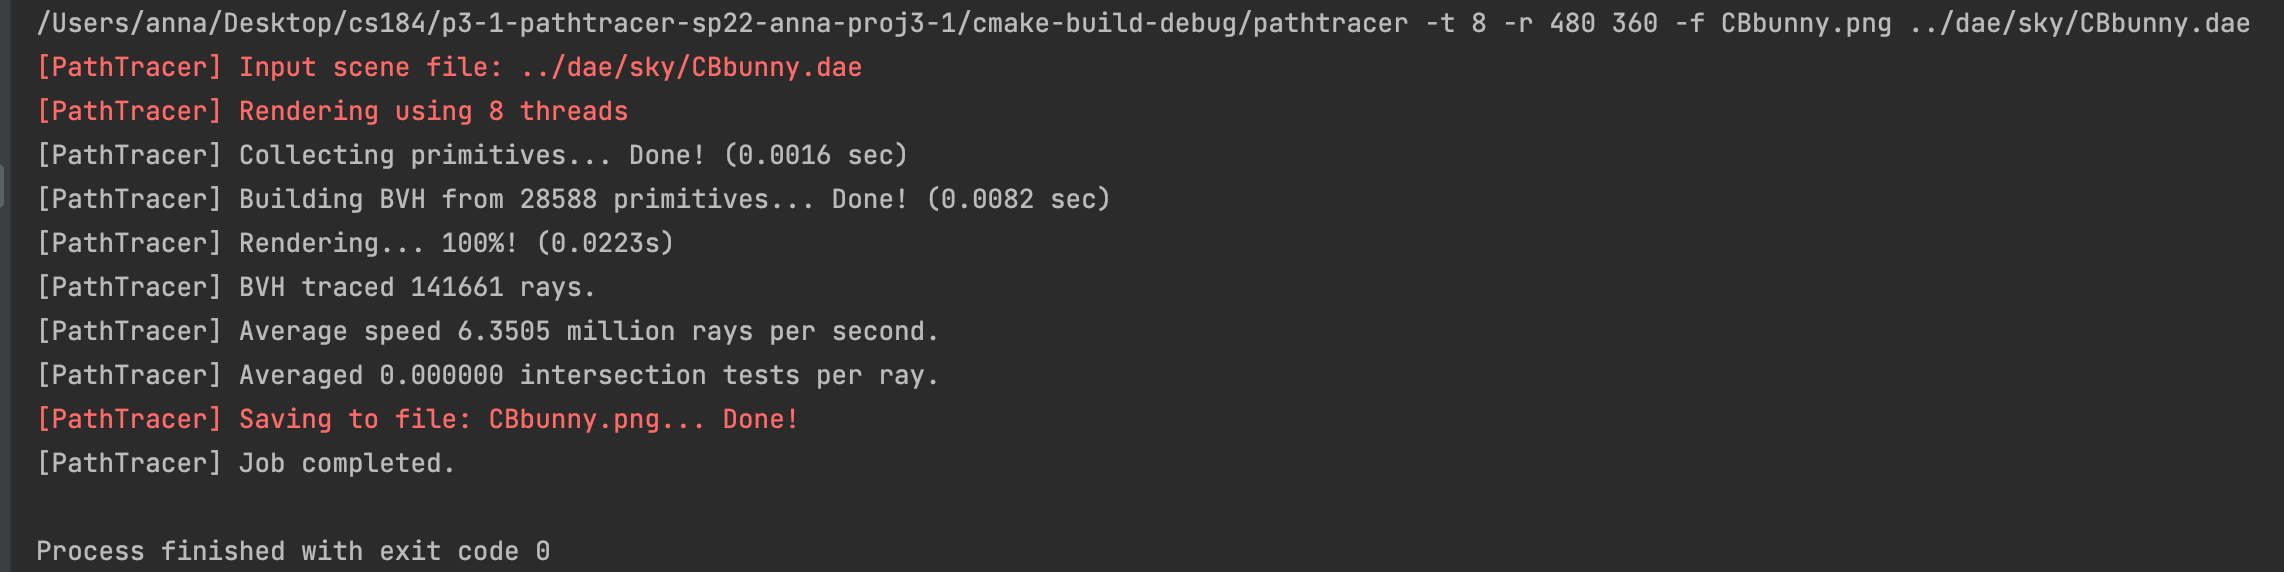 /Users/anna/Desktop/cs184/p3-1-pathtracer-sp22-anna-proj3-1/cmake-build-debug/pathtracer -t 8 -r 480 360 -f CBbunny.png ../dae/sky/CBbunny.dae
[PathTracer] Input scene file: ../dae/sky/CBbunny.dae
[PathTracer] Rendering using 8 threads
[PathTracer] Collecting primitives... Done! (0.0016 sec)
[PathTracer] Building BVH from 28588 primitives... Done! (0.0082 sec)
[PathTracer] Rendering... 100%! (0.0223s)
[PathTracer] BVH traced 141661 rays.
[PathTracer] Average speed 6.3505 million rays per second.
[PathTracer] Averaged 0.000000 intersection tests per ray.
[PathTracer] Saving to file: CBbunny.png... Done!
[PathTracer] Job completed.
Process finished with exit code 0